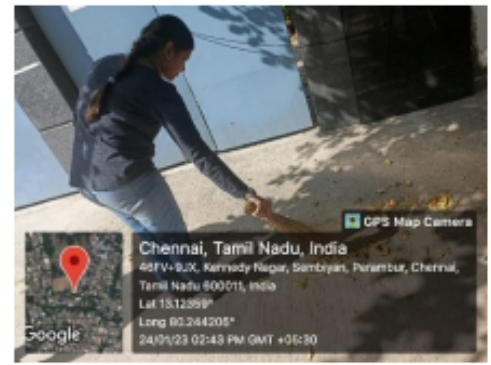 GPS Map Camera
Chennai, Tamil Nadu, India
46FV+9JX, Kennedy Nagar, Sembiyan, Perambur, Chennai,
Tamil Nadu 600011, India
Lat 13.12359°
Long 80.244205°
24/01/23 02:43 PM GMT +05:30
Google